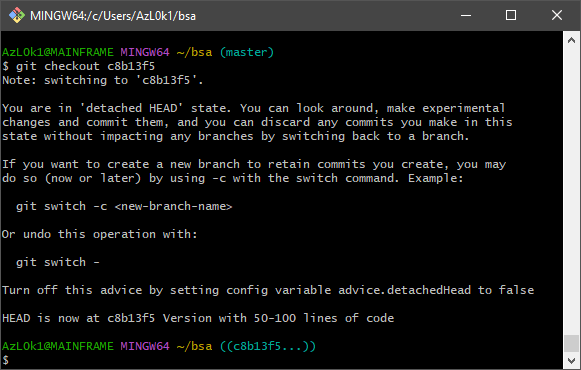 MINGW64:/c/Users/AzL0k1/bsa
AzL0k1@MAINFRAME MINGW64 ~/bsa (master)
$ git checkout c8b13f5
Note: switching to 'c8b13f5'.
You are in 'detached HEAD' state. You can look around, make experimental
changes and commit them, and you can discard any commits you make in this
state without impacting any branches by switching back to a branch.
If you want to create a new branch to retain commits you create, you may
do so (now or later) by using -c with the switch command. Example:
git switch -c <new-branch-name>
Or undo this operation with:
git switch -
Turn off this advice by setting config variable advice.detachedHead to false
HEAD is now at c8b13f5 Version with 50-100 lines of code
AzL0k1@MAINFRAME MINGW64 ~/bsa ((c8b13f5...))
$